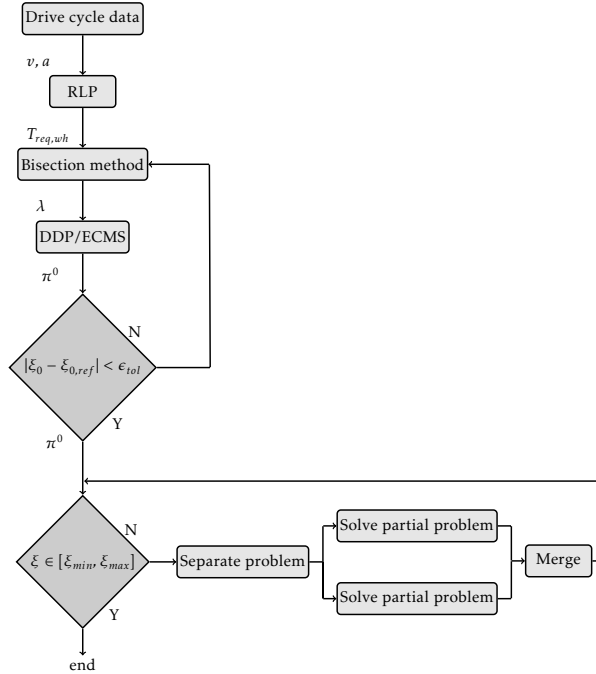 Drive cycle data
v, a
RLP
T_{req,wh}
Bisection method
λ
DDP/ECMS
π^0
N
|ξ_0 − ξ_{0,ref}| < ϵ_{tol}
Y
π^0
N
ξ ∈ [ξ_{min}, ξ_{max}]
Y
end
Separate problem
Solve partial problem
Solve partial problem
Merge